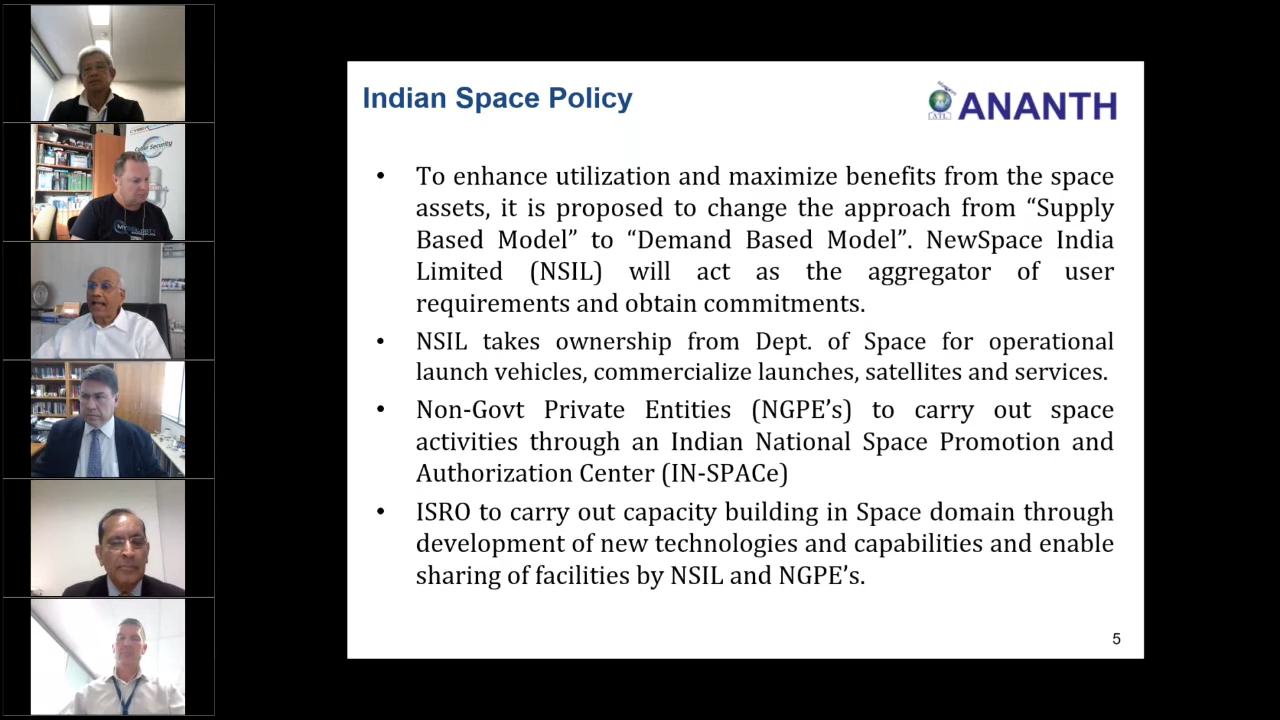 Indian Space Policy
ANANTH
ATL
• To enhance utilization and maximize benefits from the space
assets, it is proposed to change the approach from “Supply
Based Model” to “Demand Based Model”. NewSpace India
Limited (NSIL) will act as the aggregator of user
requirements and obtain commitments.
• NSIL takes ownership from Dept. of Space for operational
launch vehicles, commercialize launches, satellites and services.
• Non-Govt Private Entities (NGPE’s) to carry out space
activities through an Indian National Space Promotion and
Authorization Center (IN-SPACe)
• ISRO to carry out capacity building in Space domain through
development of new technologies and capabilities and enable
sharing of facilities by NSIL and NGPE’s.
5
Cyber Security